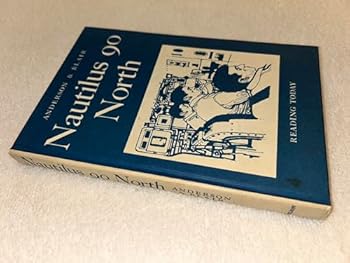 ANDERSON & BLAIR
Nautilus 90
North
READING TODAY
Nautilus 90 North ANDERSON